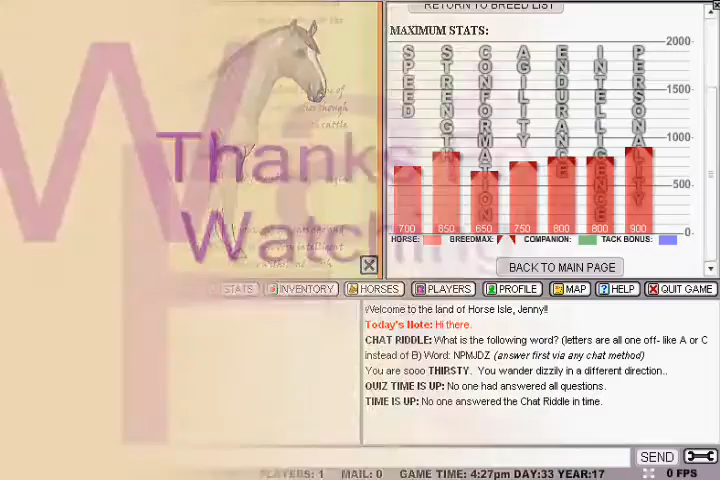 RETURN TO BREED LIST
MAXIMUM STATS:
2000
1500
1000
500
0
SPEED
STRENGTH
CONFORMATION
AGILITY
ENDURANCE
INTELLIGENCE
PERSONALITY
700
850
650
750
800
800
900
HORSE:
BREEDMAX:
COMPANION:
TACK BONUS:
BACK TO MAIN PAGE
Thanks
Watching
STATS
INVENTORY
HORSES
PLAYERS
PROFILE
MAP
HELP
QUIT GAME
Welcome to the land of Horse Isle, Jenny!!
Today's Note: Hi there.
CHAT RIDDLE: What is the following word? (letters are all one off- like A or C
instead of B) Word: NPMJDZ (answer first via any chat method)
You are sooo THIRSTY. You wander dizzily in a different direction..
QUIZ TIME IS UP: No one had answered all questions.
TIME IS UP: No one answered the Chat Riddle in time.
SEND
PLAYERS: 1 MAIL: 0 GAME TIME: 4:27pm DAY:33 YEAR:17
0 FPS